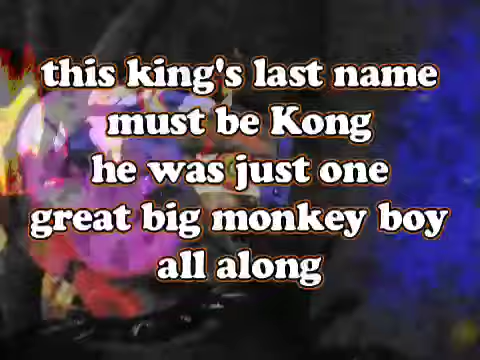 this king's last name
must be Kong
he was just one
great big monkey boy
all along